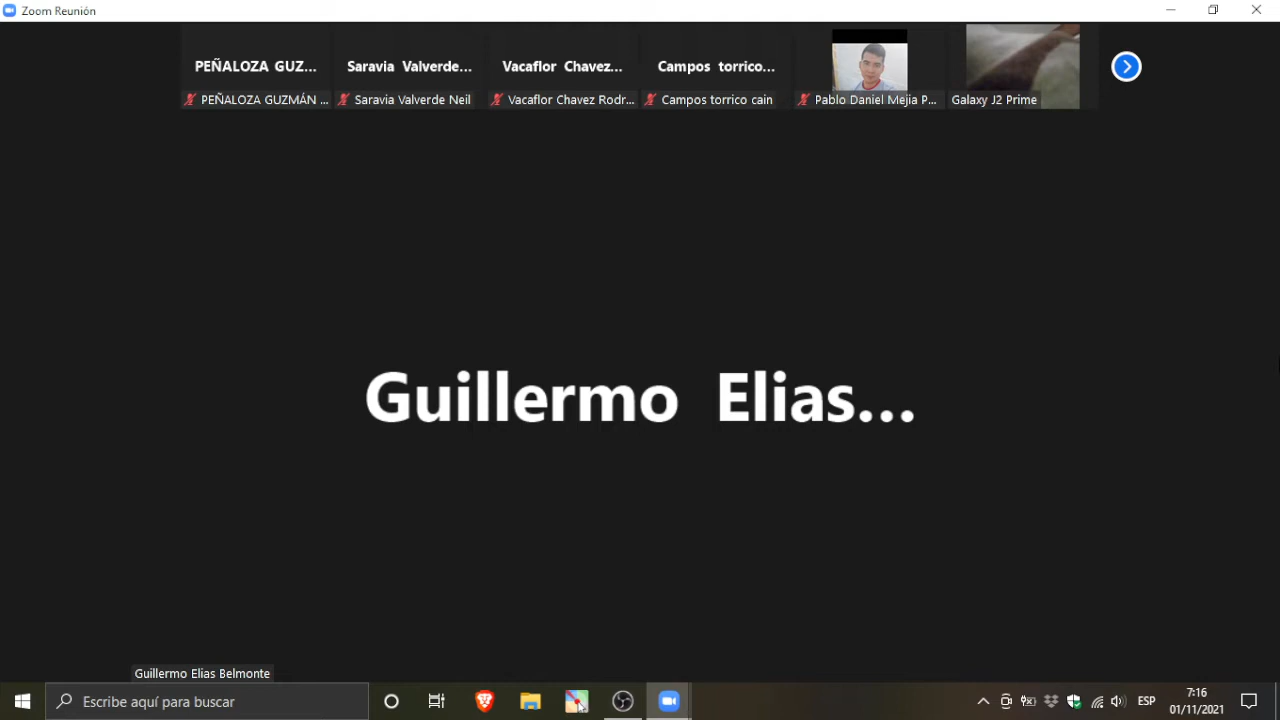 Zoom Reunión
PEÑALOZA GUZ...
Saravia Valverde...
Vacaflor Chavez...
Campos torrico...
PEÑALOZA GUZMÁN ...
Saravia Valverde Neil
Vacaflor Chavez Rodr...
Campos torrico cain
Pablo Daniel Mejia P...
Galaxy J2 Prime
Guillermo Elias...
Guillermo Elias Belmonte
Escribe aquí para buscar
ESP
7:16
01/11/2021